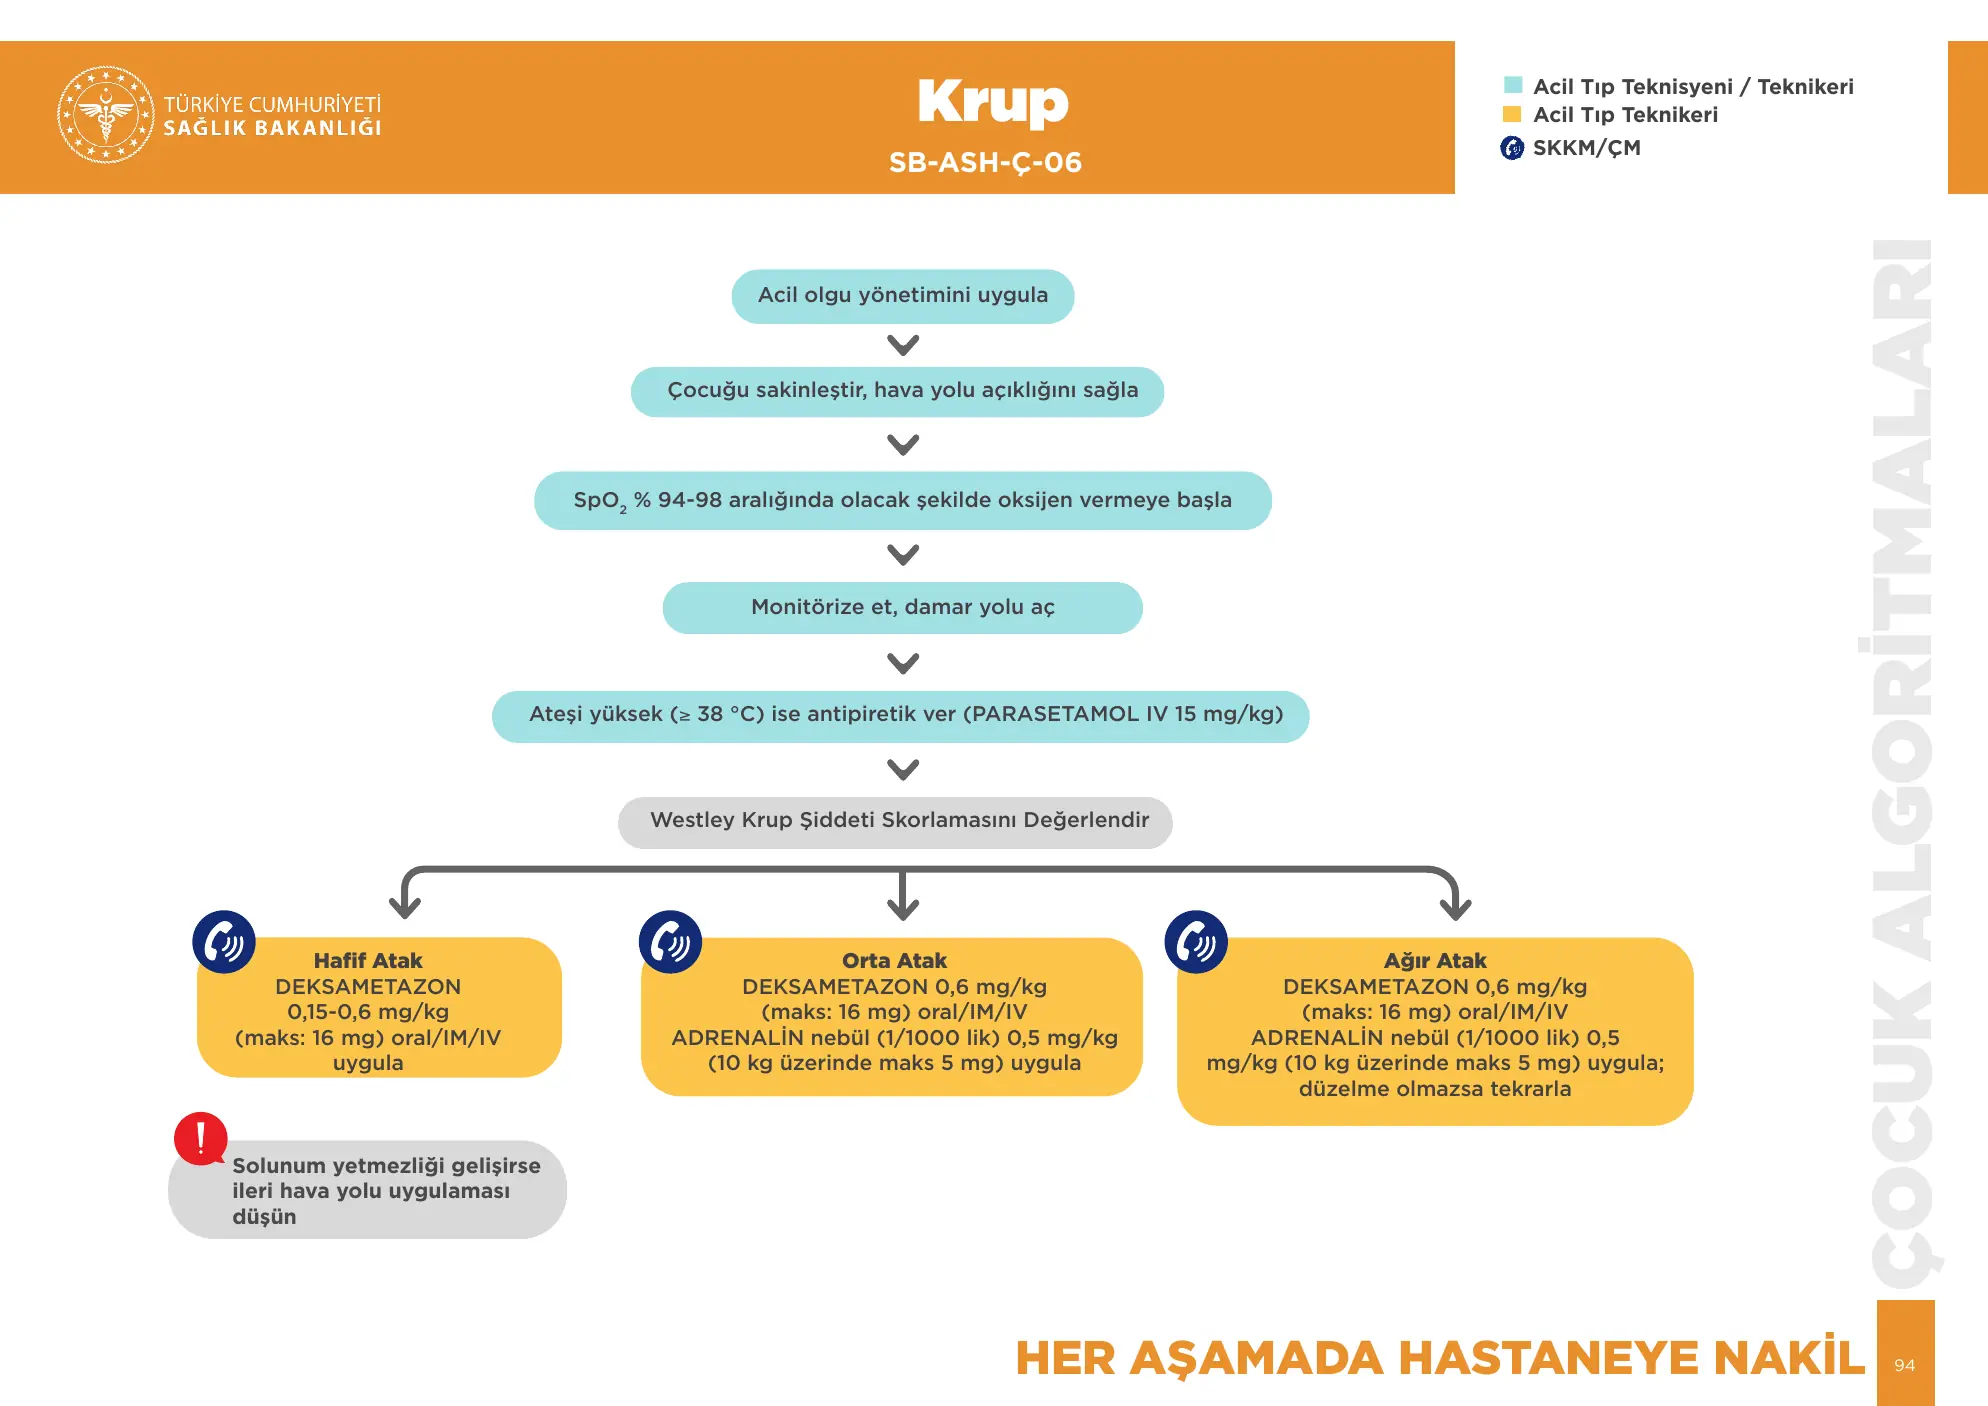 TÜRKİYE CUMHURİYETİ
SAĞLIK BAKANLIĞI
Krup
SB-ASH-Ç-06
Acil Tıp Teknisyeni / Teknikeri
Acil Tıp Teknikeri
SKKM/ÇM
Acil olgu yönetimini uygula
Çocuğu sakinleştir, hava yolu açıklığını sağla
SpO₂ % 94-98 aralığında olacak şekilde oksijen vermeye başla
Monitörize et, damar yolu aç
Ateşi yüksek (≥ 38 °C) ise antipiretik ver (PARASETAMOL IV 15 mg/kg)
Westley Krup Şiddeti Skorlamasını Değerlendir
Hafif Atak
DEKSAMETAZON
0,15-0,6 mg/kg
(maks: 16 mg) oral/IM/IV
uygula
Orta Atak
DEKSAMETAZON 0,6 mg/kg
(maks: 16 mg) oral/IM/IV
ADRENALİN nebül (1/1000 lik) 0,5 mg/kg
(10 kg üzerinde maks 5 mg) uygula
Ağır Atak
DEKSAMETAZON 0,6 mg/kg
(maks: 16 mg) oral/IM/IV
ADRENALİN nebül (1/1000 lik) 0,5
mg/kg (10 kg üzerinde maks 5 mg) uygula;
düzelme olmazsa tekrarla
!
Solunum yetmezliği gelişirse
ileri hava yolu uygulaması
düşün
ÇOCUK ALGORİTMALARI
HER AŞAMADA HASTANEYE NAKİL
94